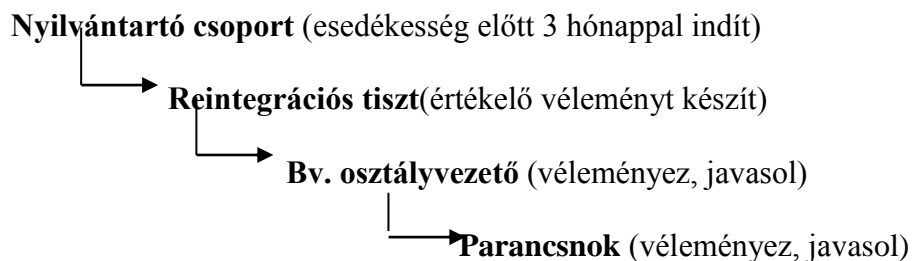 Nyilvántartó csoport (esedékesség előtt 3 hónappal indít)
Reintegrációs tiszt(értékelő véleményt készít)
Bv. osztályvezető (véleményez, javasol)
Parancsnok (véleményez, javasol)